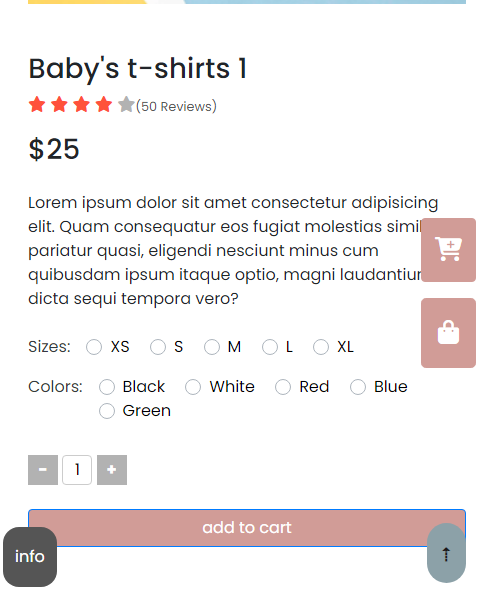 Baby's t-shirts 1
(50 Reviews)
$25
Lorem ipsum dolor sit amet consectetur adipisicing
elit. Quam consequatur eos fugiat molestias
pariatur quasi, eligendi nesciunt minus cum
quibusdam ipsum itaque optio, magni
dicta sequi tempora vero?
Sizes: XS S M L XL
Colors: Black White Red Blue
Green
- 1 +
add to cart
info